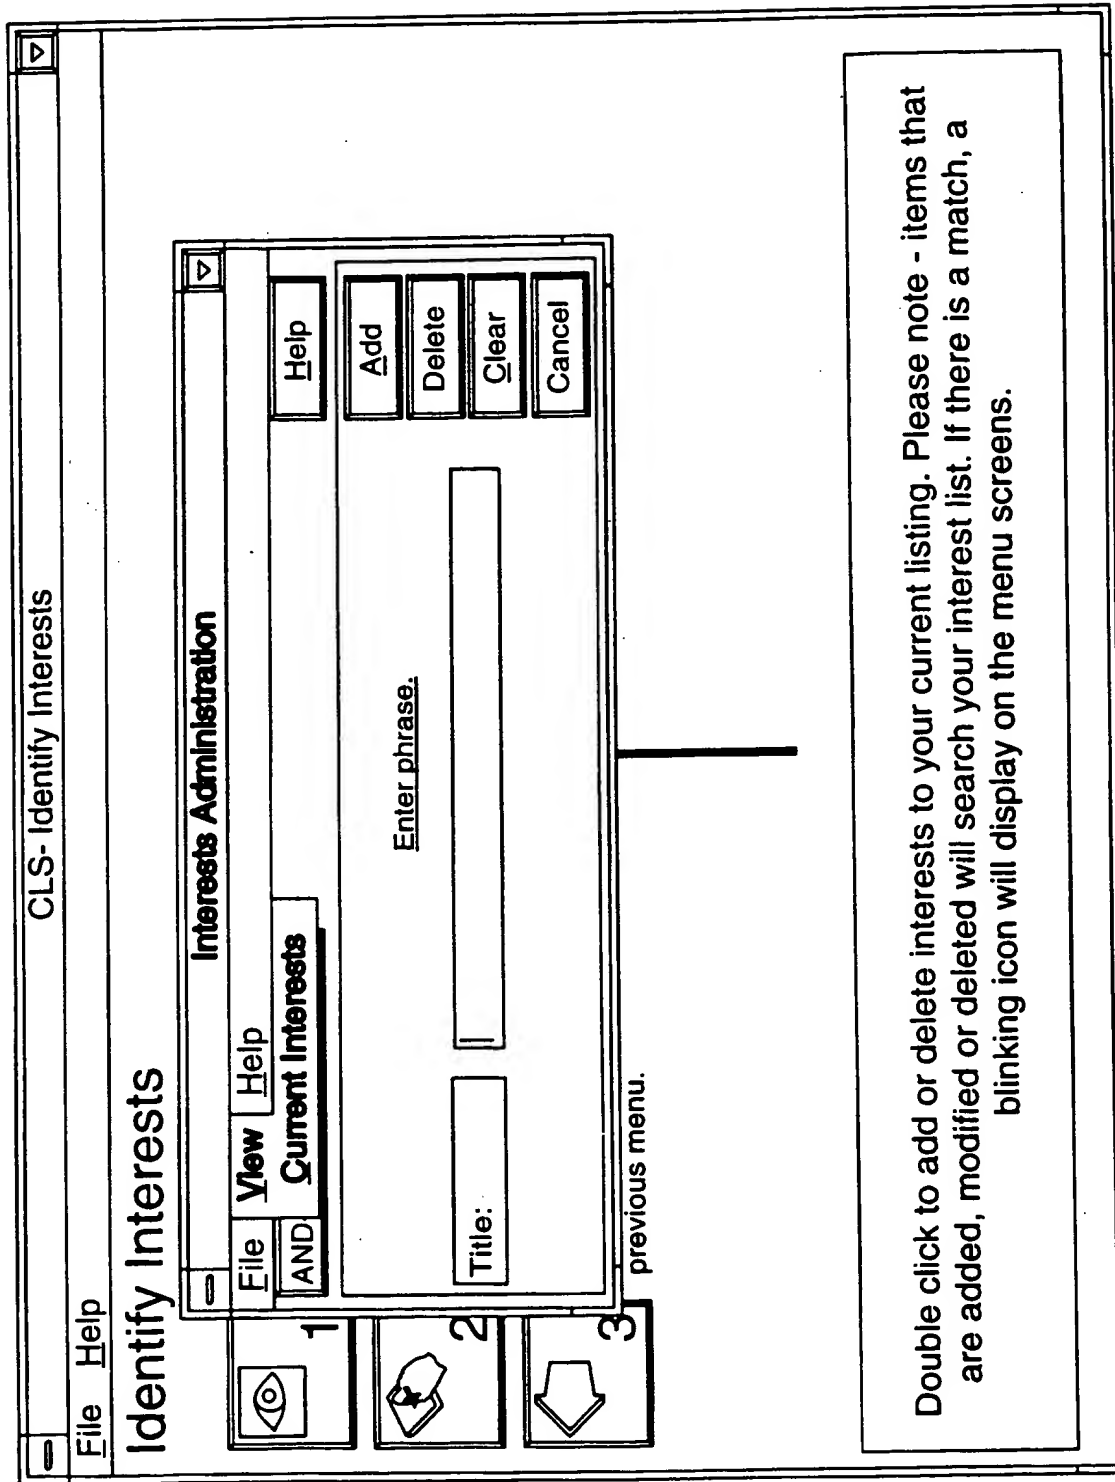 CLS- Identify Interests
File Help
Identify Interests
Interests Administration
File View Help
AND Current Interests
Help
Enter phrase.
Title:
Add
Delete
Clear
Cancel
1
2
3
previous menu.
Double click to add or delete interests to your current listing. Please note - items that
are added, modified or deleted will search your interest list. If there is a match, a
blinking icon will display on the menu screens.